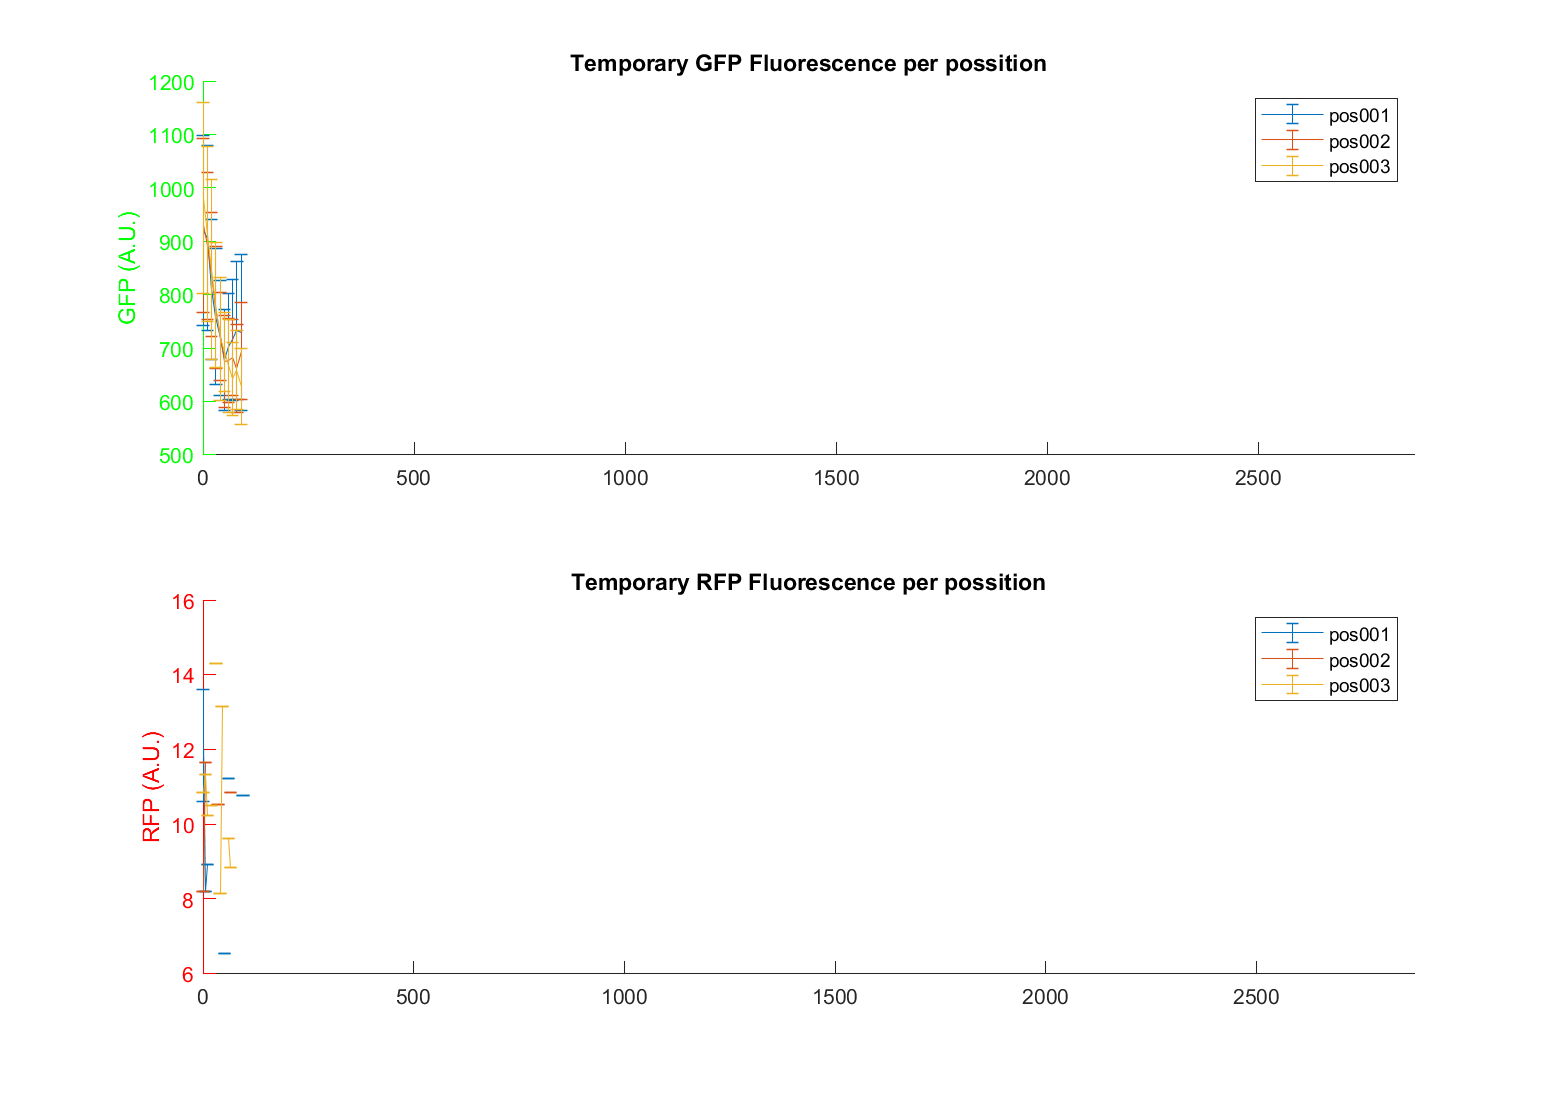 Temporary GFP Fluorescence per possition
1200
1100
1000
900
800
700
600
500
GFP (A.U.)
0 500 1000 1500 2000 2500
pos001
pos002
pos003
Temporary RFP Fluorescence per possition
16
14
12
10
8
6
RFP (A.U.)
0 500 1000 1500 2000 2500
pos001
pos002
pos003